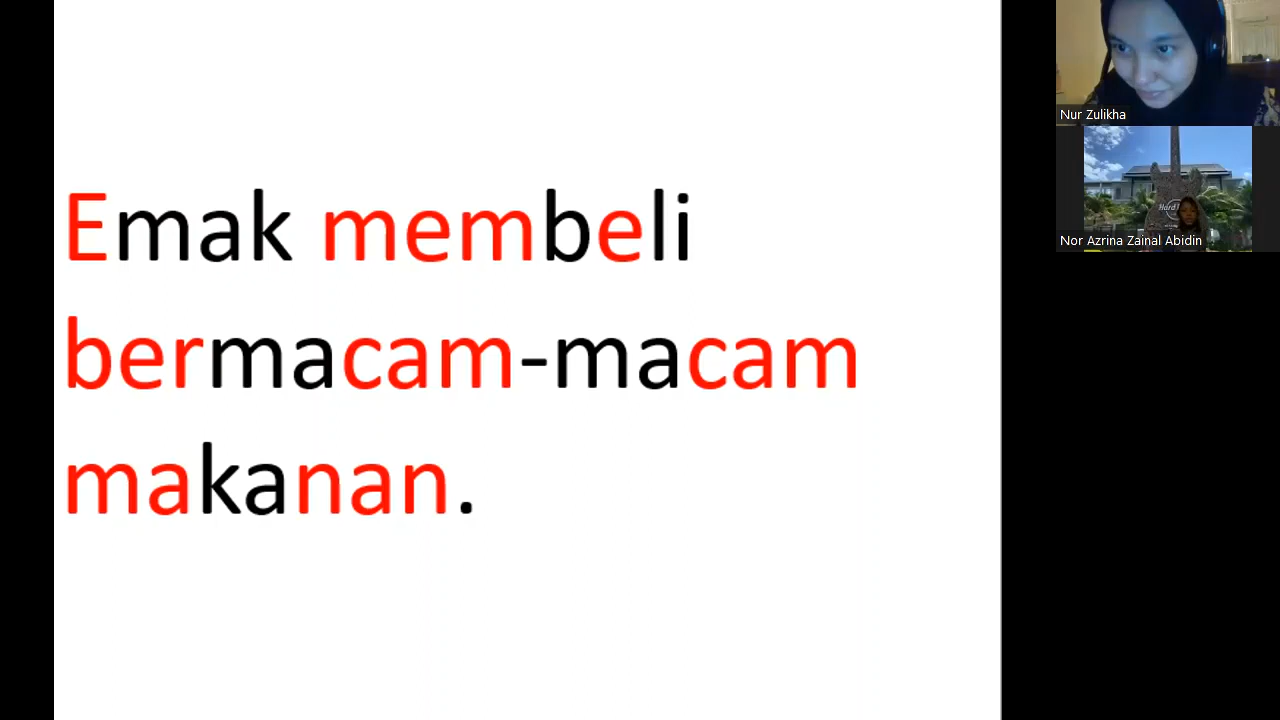 Emak membeli
bermacam-macam
makanan.
Nur Zulikha
Nor Azrina Zainal Abidin